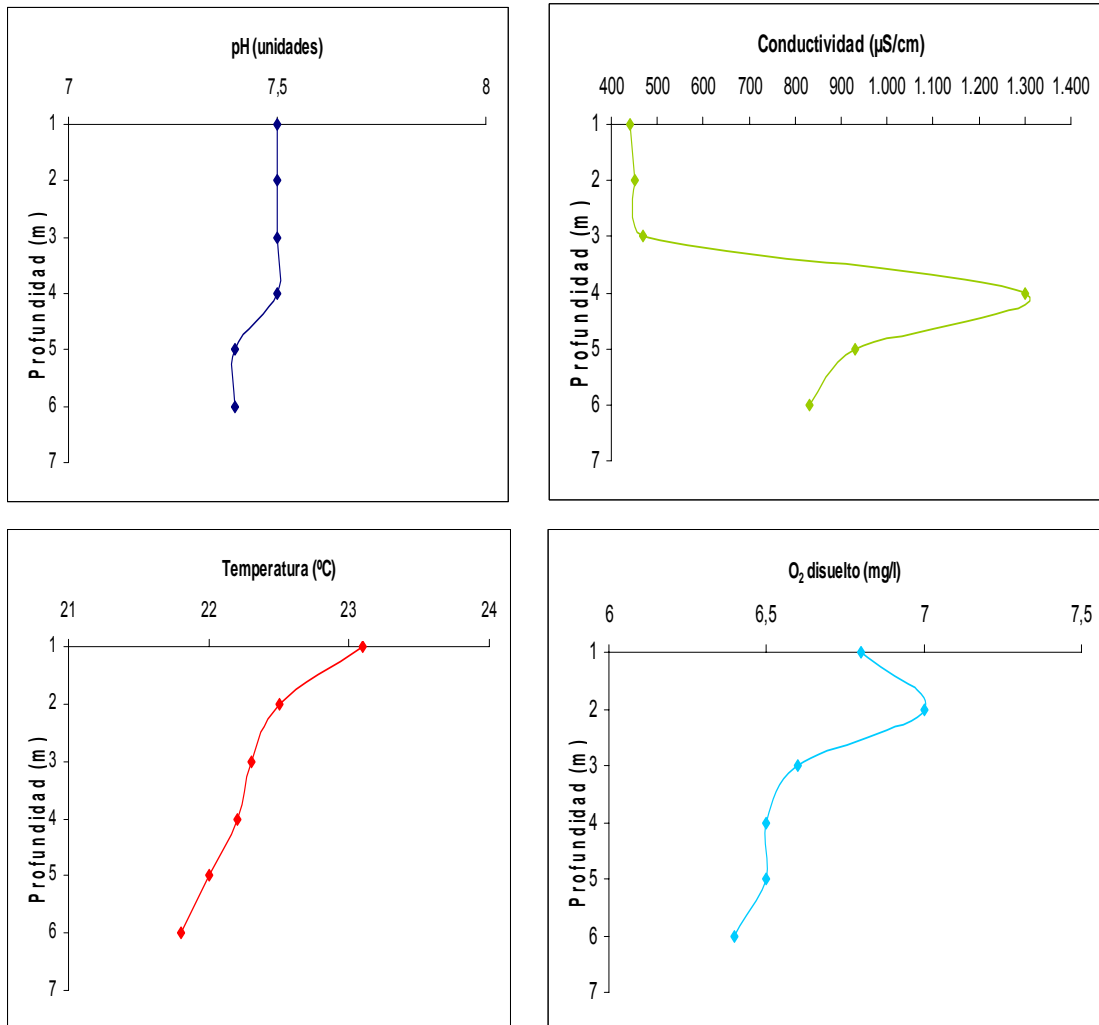 pH (unidades)
7 7,5 8
1
2
3
4
5
6
7
Profundidad (m)
Conductividad (µS/cm)
400 500 600 700 800 900 1.000 1.100 1.200 1.300 1.400
1
2
3
4
5
6
7
Profundidad (m)
Temperatura (ºC)
21 22 23 24
1
2
3
4
5
6
7
Profundidad (m)
O₂ disuelto (mg/l)
6 6,5 7 7,5
1
2
3
4
5
6
7
Profundidad (m)